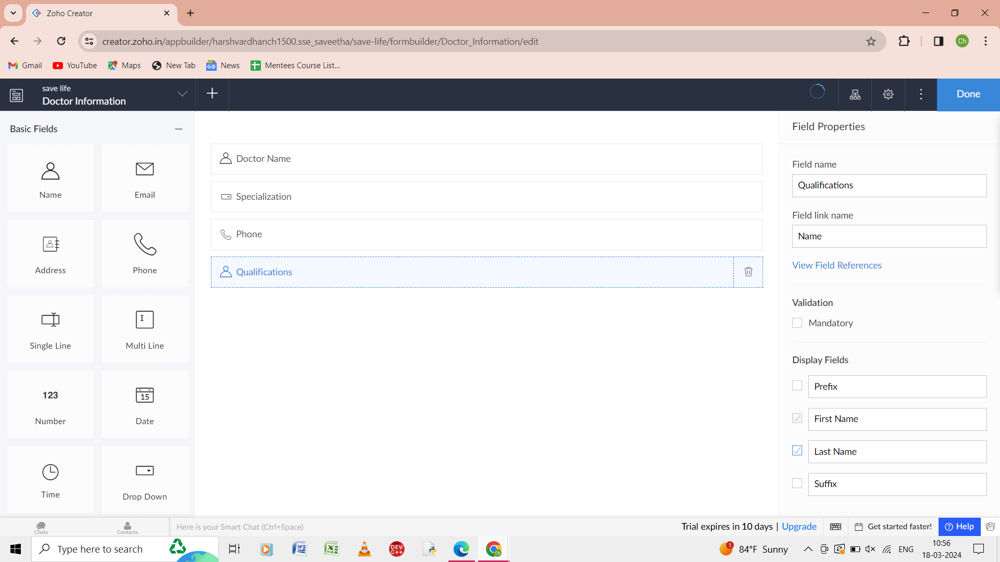 Zoho Creator
creator.zoho.in/appbuilder/harshvardhanch1500.sse_saveetha/save-life/formbuilder/Doctor_Information/edit
Ch
Gmail
YouTube
Maps
New Tab
News
Mentees Course List...
save life
Doctor Information
Done
Basic Fields
Name
Email
Address
Phone
Single Line
Multi Line
123
Number
15
Date
Time
Drop Down
Doctor Name
Specialization
Phone
Qualifications
Field Properties
Field name
Qualifications
Field link name
Name
View Field References
Validation
Mandatory
Display Fields
Prefix
First Name
Last Name
Suffix
Chats
Contacts
Here is your Smart Chat (Ctrl+Space)
Trial expires in 10 days | Upgrade
Get started faster!
Help
Type here to search
DEV
C++
Ch
1
84°F Sunny
ENG
10:56
18-03-2024